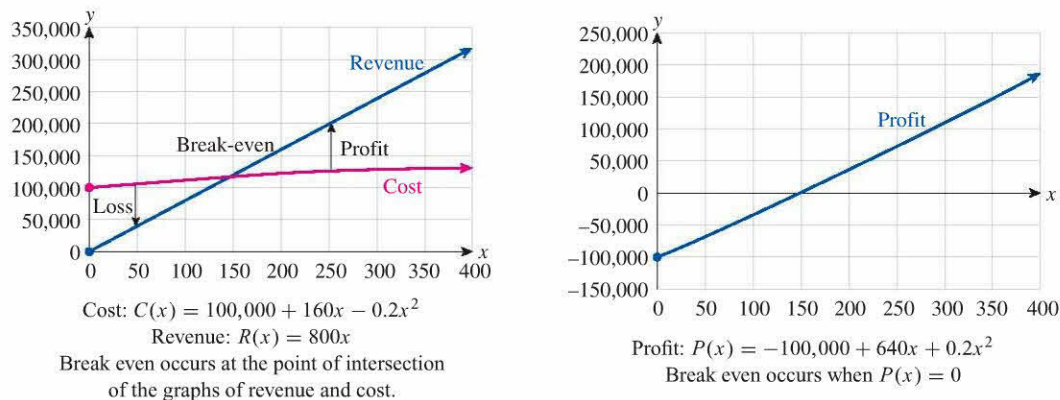 y
350,000
300,000
250,000
200,000
150,000
100,000
50,000
0
Revenue
Break-even
Profit
Cost
Loss
x
0 50 100 150 200 250 300 350 400
Cost: C(x) = 100,000 + 160x − 0.2x²
Revenue: R(x) = 800x
Break even occurs at the point of intersection
of the graphs of revenue and cost.
y
250,000
200,000
150,000
100,000
50,000
0
−50,000
−100,000
−150,000
Profit
x
0 50 100 150 200 250 300 350 400
Profit: P(x) = −100,000 + 640x + 0.2x²
Break even occurs when P(x) = 0